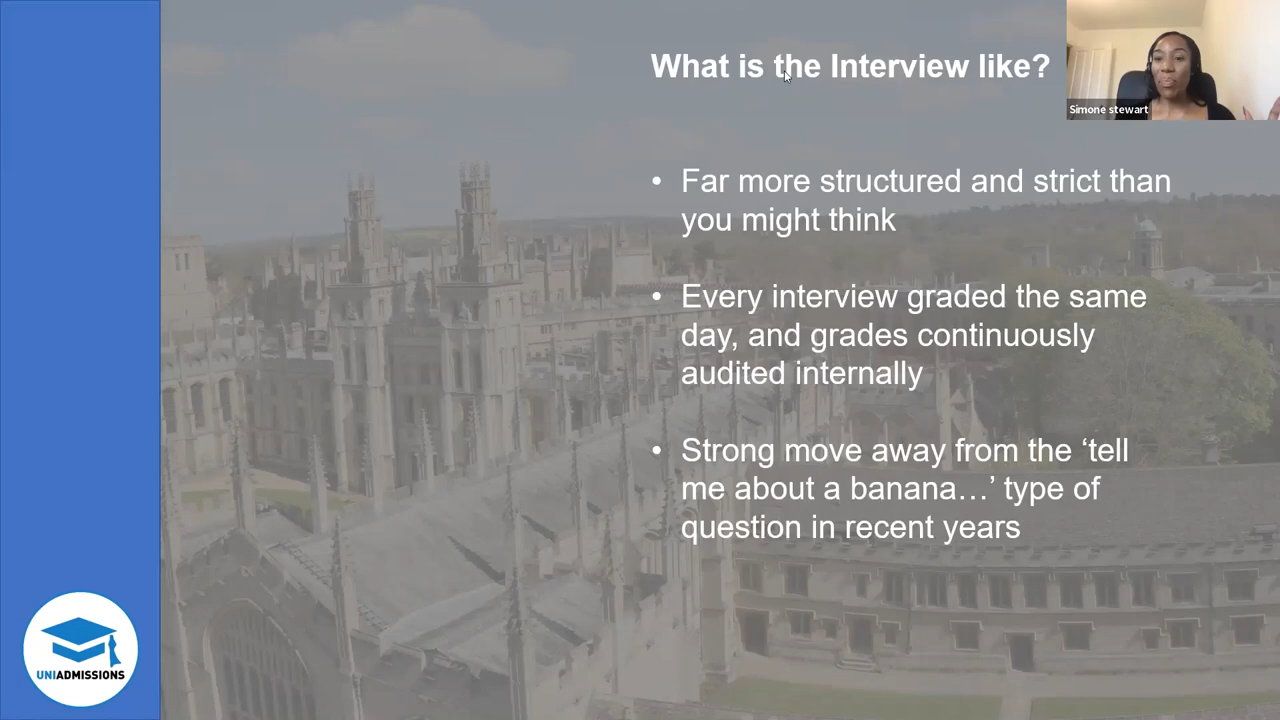 What is the Interview like?
Simone stewart
• Far more structured and strict than
you might think
• Every interview graded the same
day, and grades continuously
audited internally
• Strong move away from the ‘tell
me about a banana…’ type of
question in recent years
UNIADMISSIONS